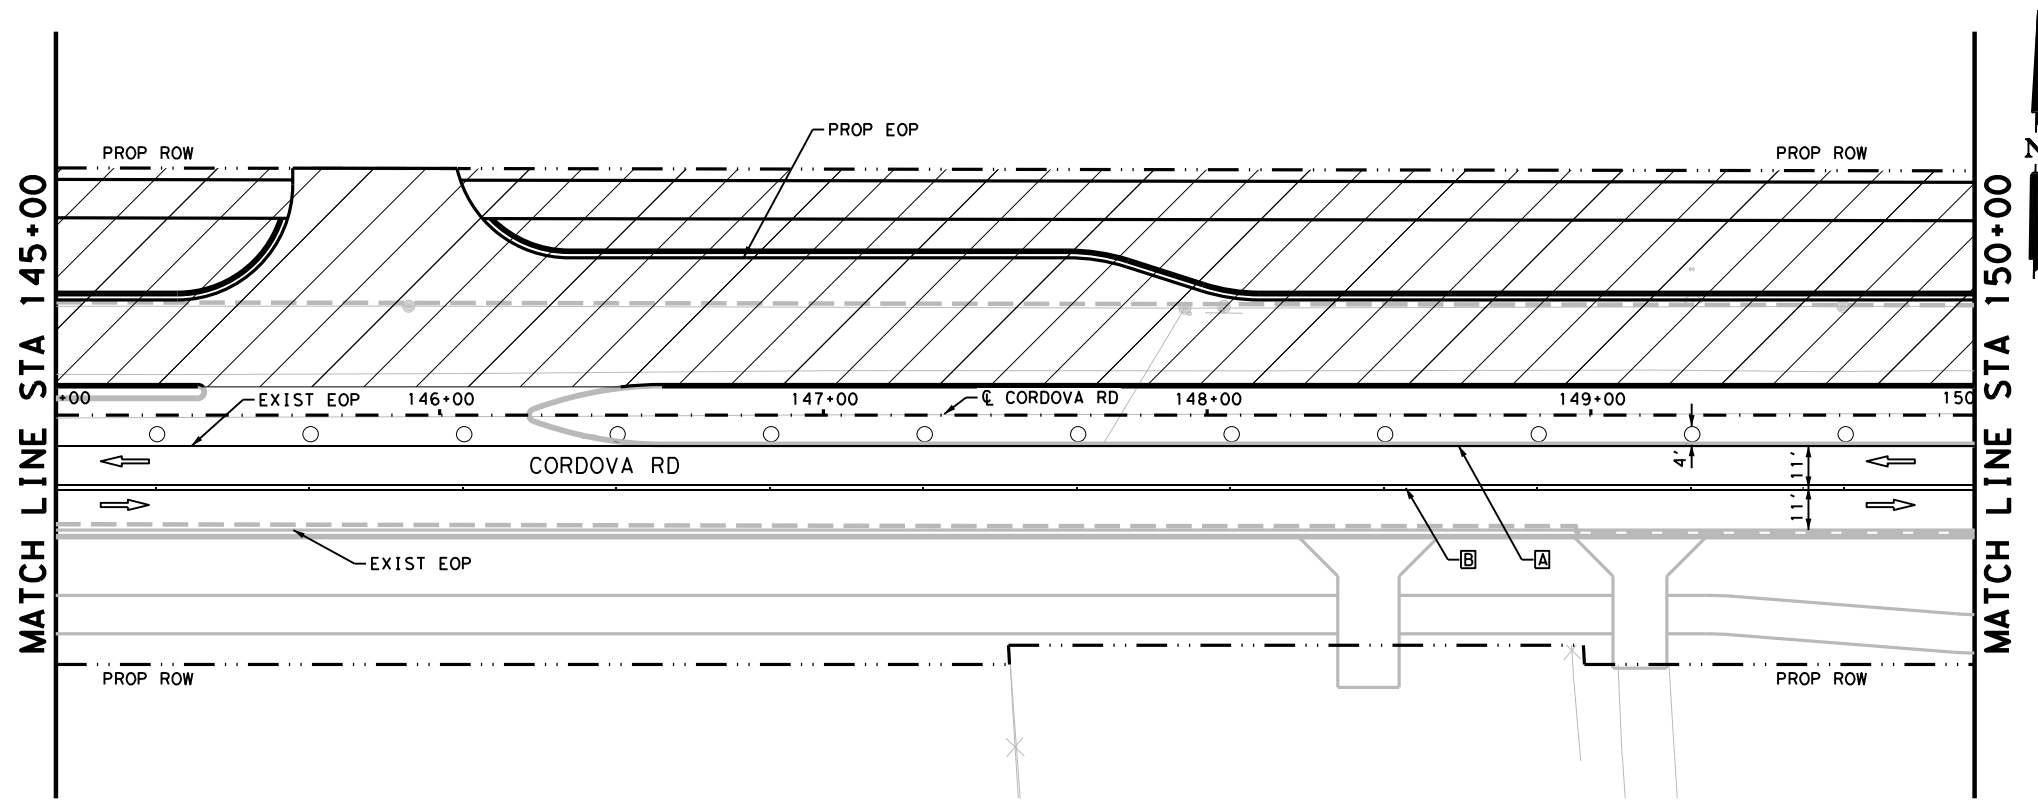 PROP EOP
PROP ROW
PROP ROW
N
MATCH LINE STA 145+00
MATCH LINE STA 150+00
+00
EXIST EOP
146+00
147+00
℄ CORDOVA RD
148+00
149+00
150
CORDOVA RD
4'
11'
11'
EXIST EOP
B
A
PROP ROW
PROP ROW